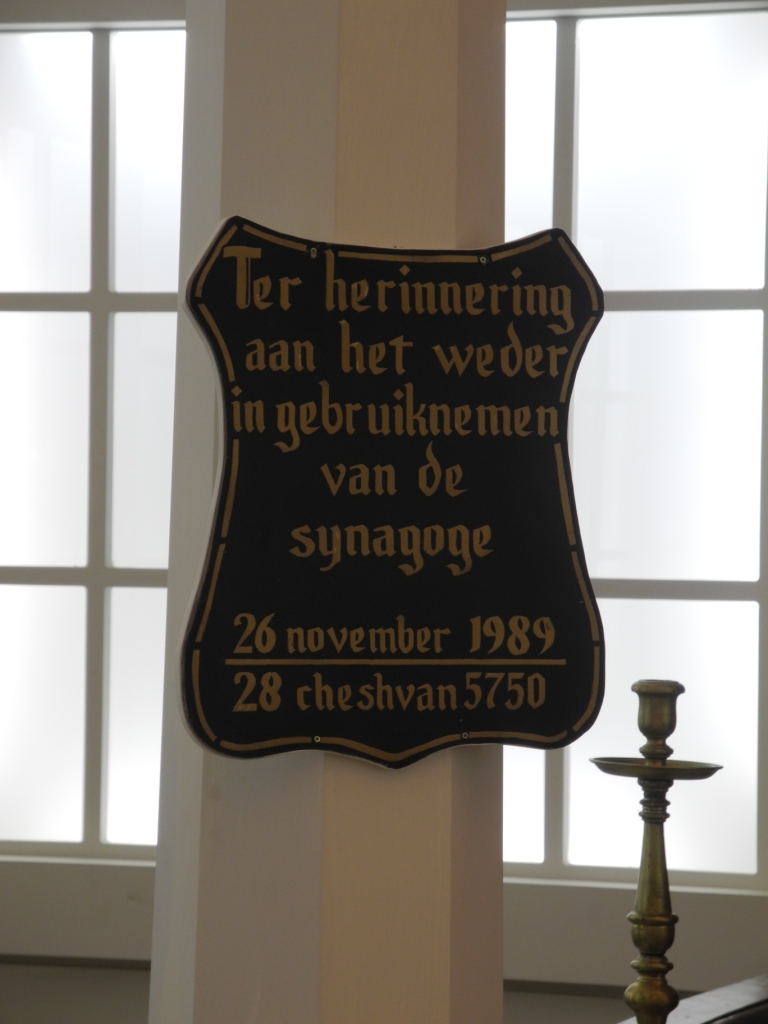 Ter herinnering
aan het weder
in gebruiknemen
van de
synagoge
26 november 1989
28 cheshvan 5750